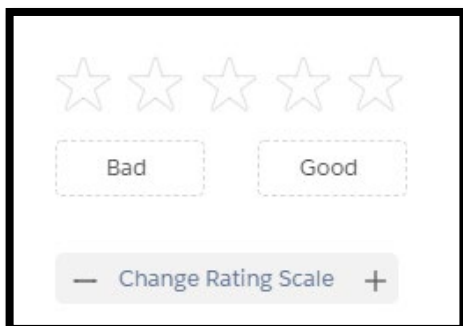 Bad Good
— Change Rating Scale +